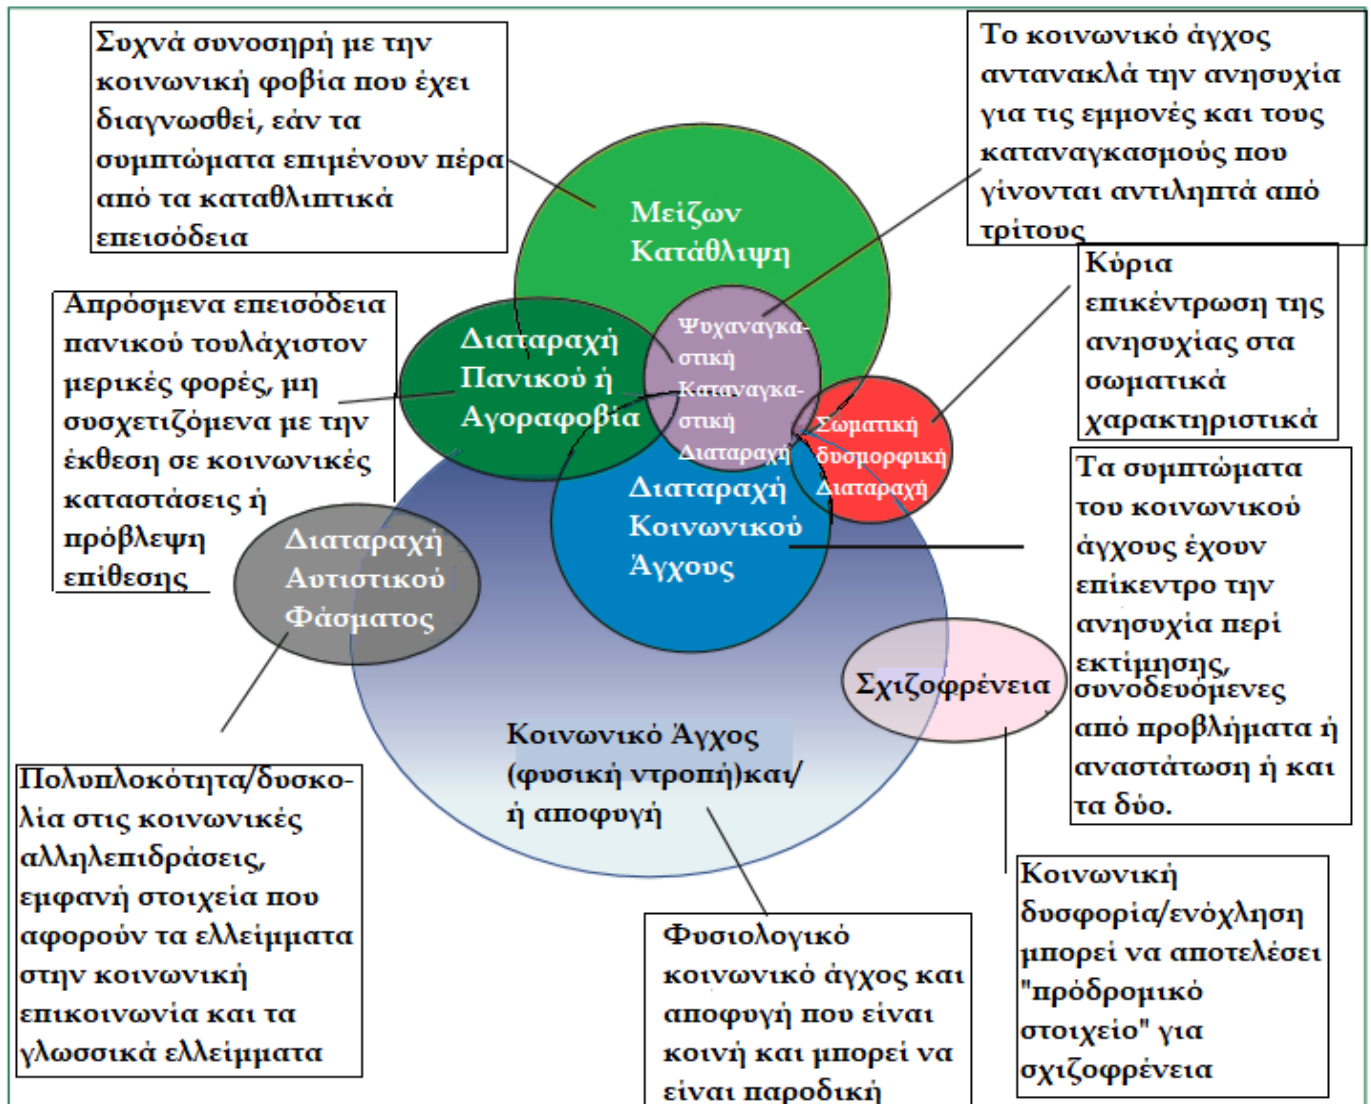 Συχνά συνοσηρή με την
κοινωνική φοβία που έχει
διαγνωσθεί, εάν τα
συμπτώματα επιμένουν πέρα
από τα καταθλιπτικά
επεισόδεια
Το κοινωνικό άγχος
αντανακλά την ανησυχία
για τις εμμονές και τους
καταναγκασμούς που
γίνονται αντιληπτά από
τρίτους
Μείζων
Κατάθλιψη
Κύρια
επικέντρωση της
ανησυχίας στα
σωματικά
χαρακτηριστικά
Απρόσμενα επεισόδεια
πανικού τουλάχιστον
μερικές φορές, μη
συσχετιζόμενα με την
έκθεση σε κοινωνικές
καταστάσεις ή
πρόβλεψη
επίθεσης
Διαταραχή
Πανικού ή
Αγοραφοβία
Ψυχαναγκα-
στική
Καταναγκα-
στική
Διαταραχή
Σωματική
δυσμορφική
Διαταραχή
Διαταραχή
Κοινωνικού
Άγχους
Τα συμπτώματα
του κοινωνικού
άγχους έχουν
επίκεντρο την
ανησυχία περί
εκτίμησης,
συνοδευόμενες
από προβλήματα ή
αναστάτωση ή και
τα δύο.
Διαταραχή
Αυτιστικού
Φάσματος
Σχιζοφρένεια
Κοινωνικό Άγχος
(φυσική ντροπή)και/
ή αποφυγή
Πολυπλοκότητα/δυσκο-
λία στις κοινωνικές
αλληλεπιδράσεις,
εμφανή στοιχεία που
αφορούν τα ελλείμματα
στην κοινωνική
επικοινωνία και τα
γλωσσικά ελλείμματα
Φυσιολογικό
κοινωνικό άγχος και
αποφυγή που είναι
κοινή και μπορεί να
είναι παροδική
Κοινωνική
δυσφορία/ενόχληση
μπορεί να αποτελέσει
"πρόδρομικό
στοιχείο" για
σχιζοφρένεια